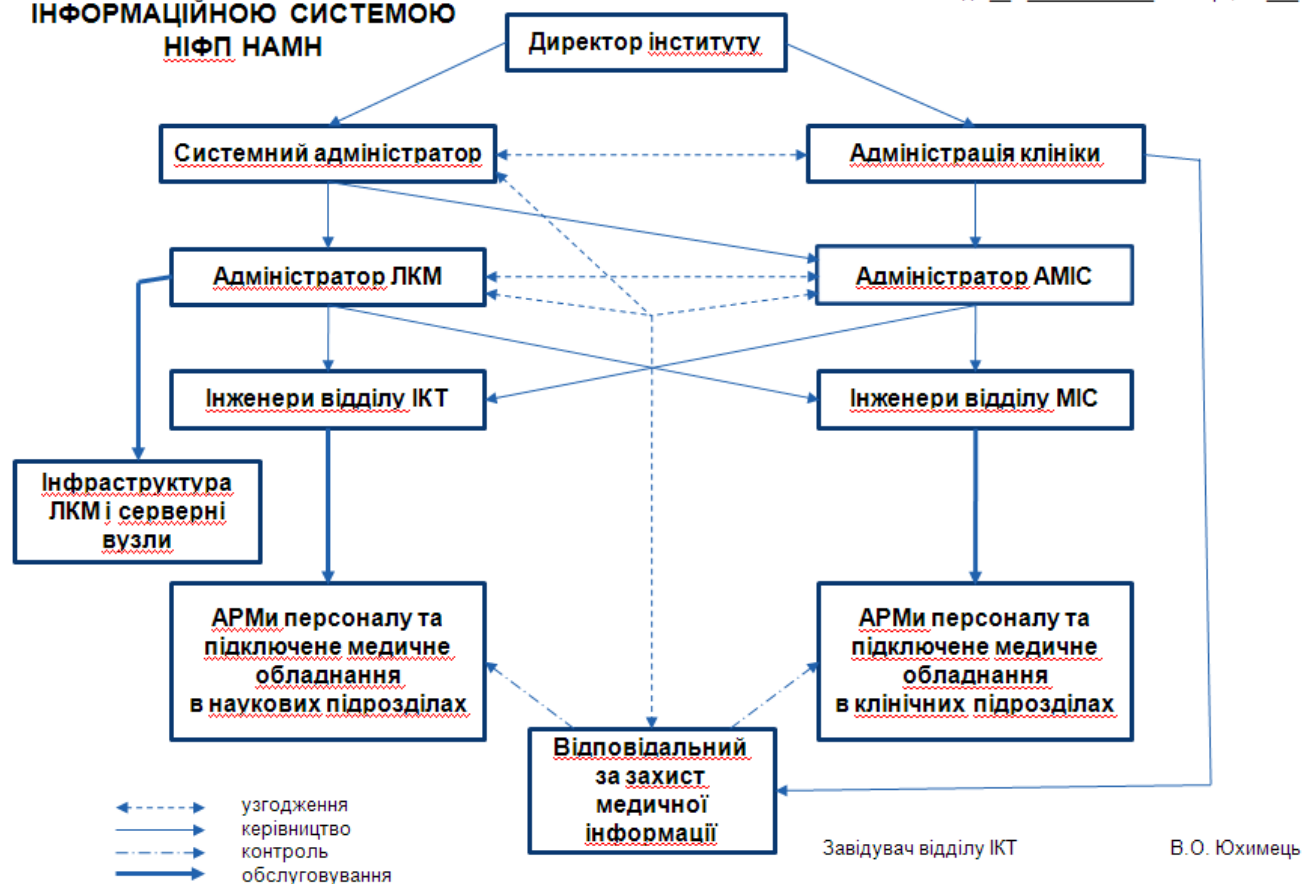 ІНФОРМАЦІЙНОЮ СИСТЕМОЮ
НІФП НАМН
Директор інституту
Системний адміністратор
Адміністрація клініки
Адміністратор ЛКМ
Адміністратор АМІС
Інженери відділу ІКТ
Інженери відділу МІС
Інфраструктура
ЛКМ і серверні
вузли
АРМи персоналу та
підключене медичне
обладнання
в наукових підрозділах
АРМи персоналу та
підключене медичне
обладнання
в клінічних підрозділах
Відповідальний
за захист
медичної
інформації
узгодження
керівництво
контроль
обслуговування
Завідувач відділу ІКТ
В.О. Юхимець